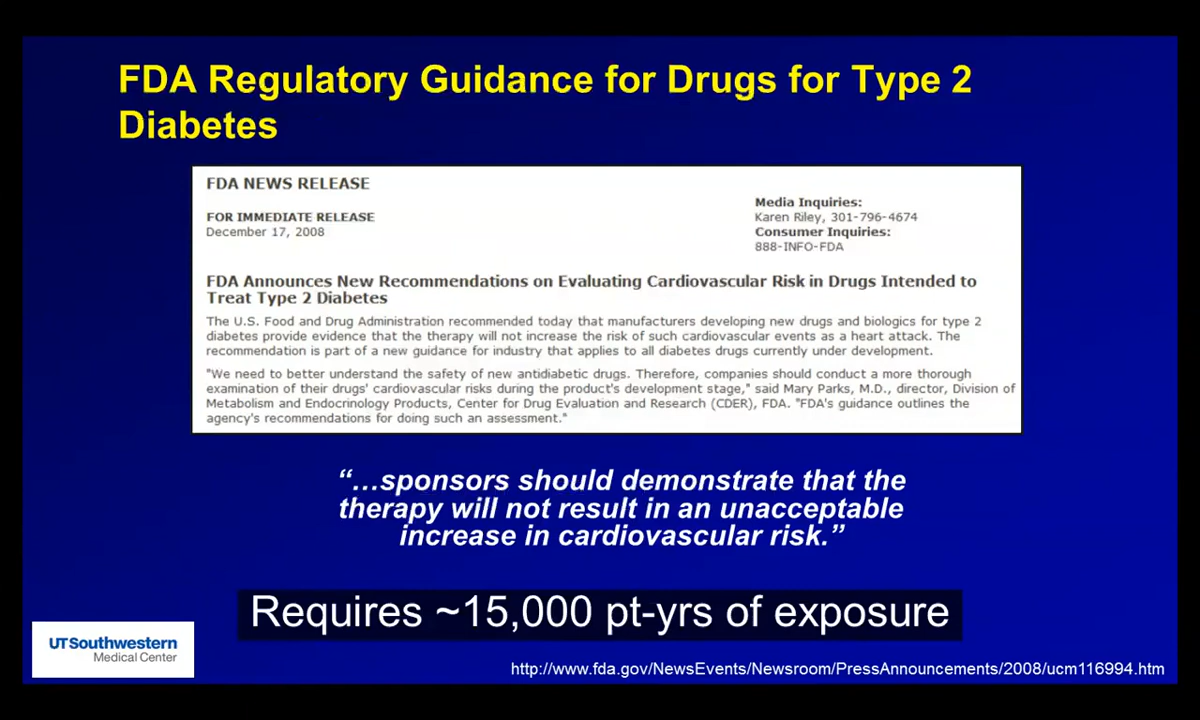 FDA Regulatory Guidance for Drugs for Type 2
Diabetes
FDA NEWS RELEASE
FOR IMMEDIATE RELEASE
December 17, 2008
Media Inquiries:
Karen Riley, 301-796-4674
Consumer Inquiries:
888-INFO-FDA
FDA Announces New Recommendations on Evaluating Cardiovascular Risk in Drugs Intended to
Treat Type 2 Diabetes
The U.S. Food and Drug Administration recommended today that manufacturers developing new drugs and biologics for type 2
diabetes provide evidence that the therapy will not increase the risk of such cardiovascular events as a heart attack. The
recommendation is part of a new guidance for industry that applies to all diabetes drugs currently under development.
"We need to better understand the safety of new antidiabetic drugs. Therefore, companies should conduct a more thorough
examination of their drugs' cardiovascular risks during the product's development stage," said Mary Parks, M.D., director, Division of
Metabolism and Endocrinology Products, Center for Drug Evaluation and Research (CDER), FDA. "FDA's guidance outlines the
agency's recommendations for doing such an assessment."
“…sponsors should demonstrate that the
therapy will not result in an unacceptable
increase in cardiovascular risk.”
Requires ~15,000 pt-yrs of exposure
UTSouthwestern
Medical Center
http://www.fda.gov/NewsEvents/Newsroom/PressAnnouncements/2008/ucm116994.htm